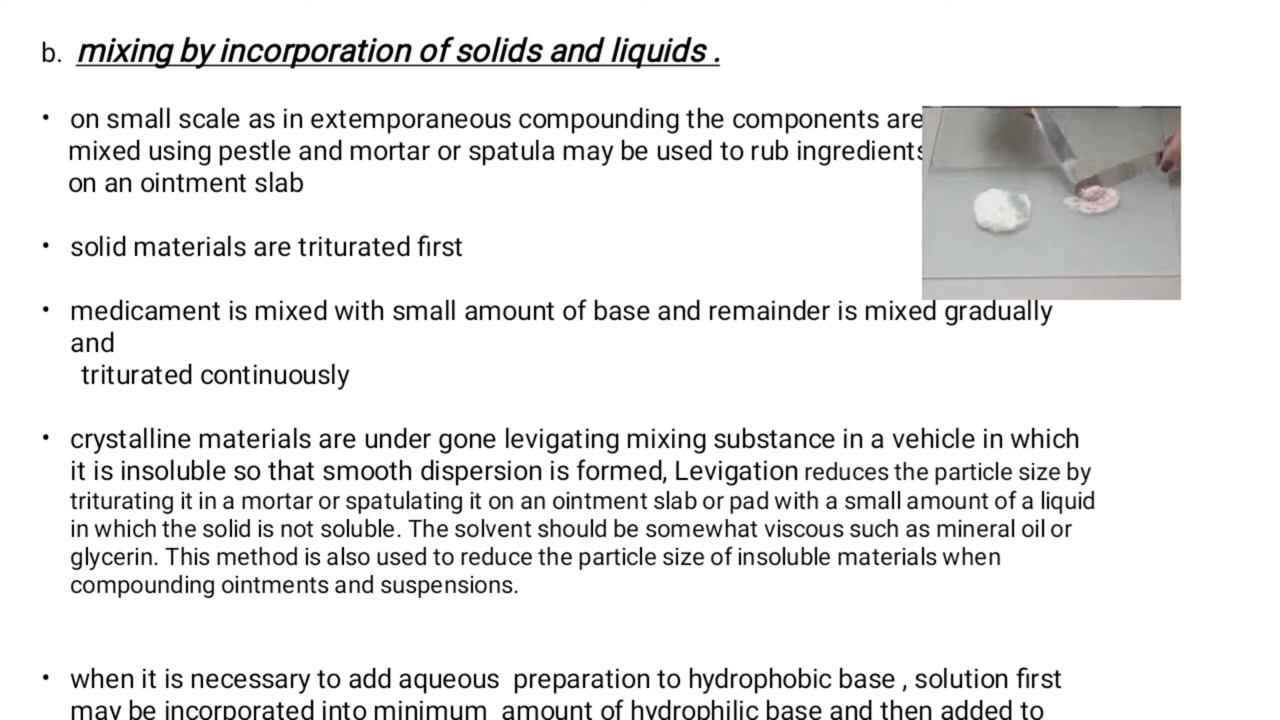 b. mixing by incorporation of solids and liquids .
• on small scale as in extemporaneous compounding the components are
mixed using pestle and mortar or spatula may be used to rub ingredients
on an ointment slab
• solid materials are triturated first
• medicament is mixed with small amount of base and remainder is mixed gradually
and
triturated continuously
• crystalline materials are under gone levigating mixing substance in a vehicle in which
it is insoluble so that smooth dispersion is formed, Levigation reduces the particle size by
triturating it in a mortar or spatulating it on an ointment slab or pad with a small amount of a liquid
in which the solid is not soluble. The solvent should be somewhat viscous such as mineral oil or
glycerin. This method is also used to reduce the particle size of insoluble materials when
compounding ointments and suspensions.
• when it is necessary to add aqueous preparation to hydrophobic base , solution first
may be incorporated into minimum amount of hydrophilic base and then added to